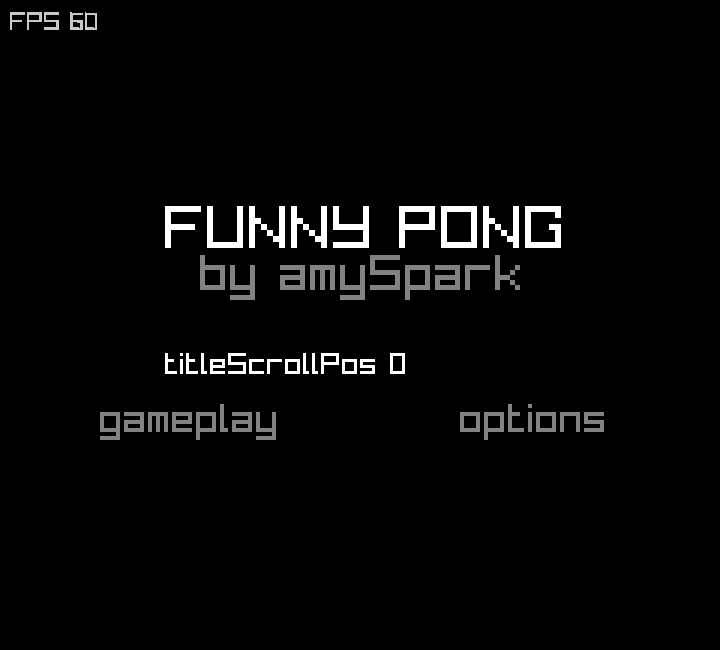 FPS 60
FUNNY PONG
by amySpark
titleScrollPos 0
gameplay options